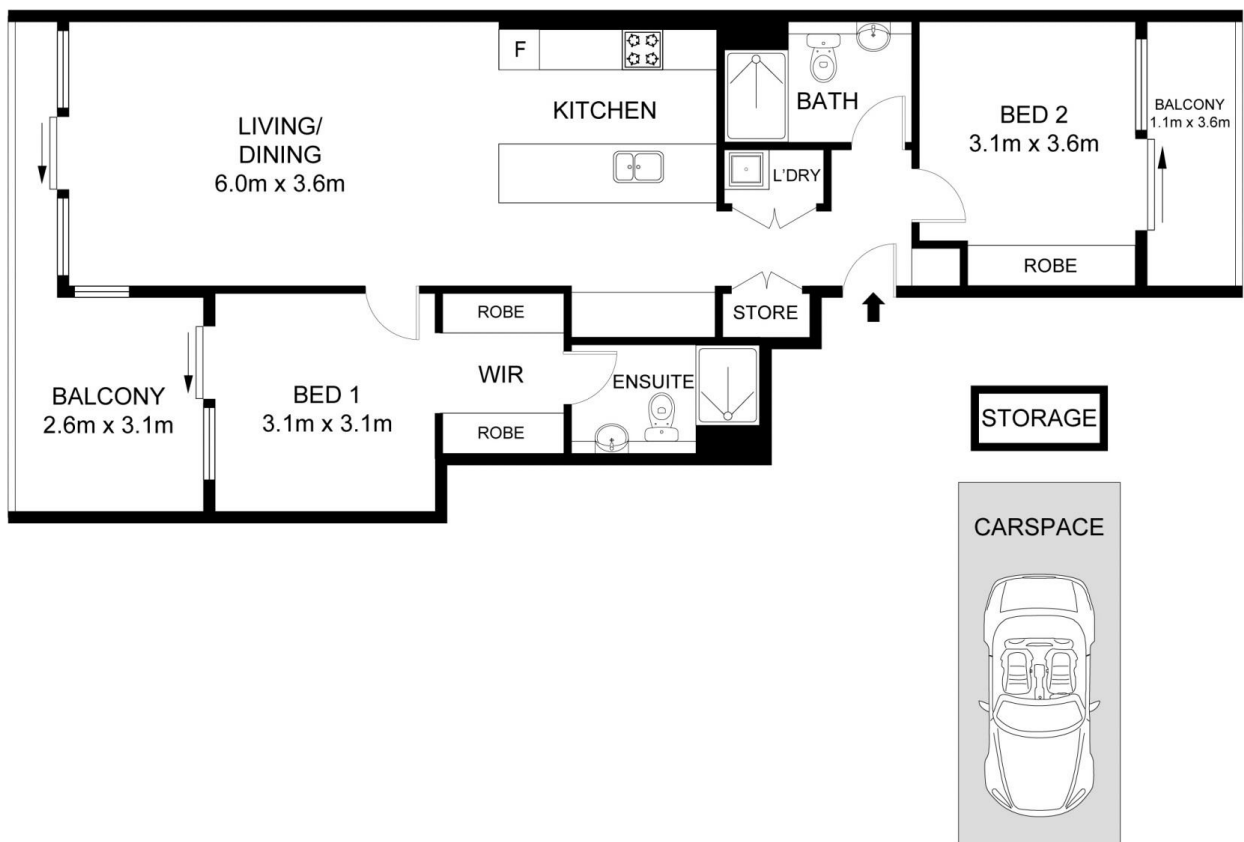 F
KITCHEN
BATH
BED 2
3.1m x 3.6m
BALCONY
1.1m x 3.6m
LIVING/
DINING
6.0m x 3.6m
L'DRY
ROBE
ROBE
STORE
WIR
ENSUITE
BALCONY
2.6m x 3.1m
BED 1
3.1m x 3.1m
ROBE
STORAGE
CARSPACE